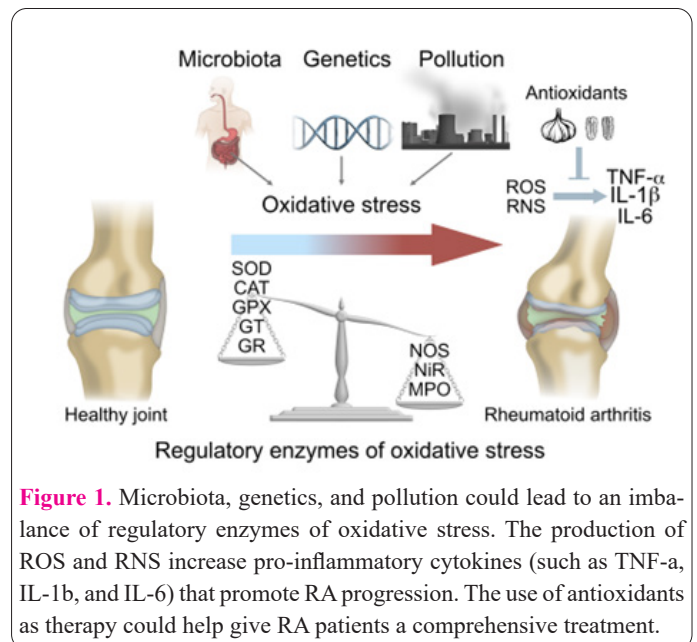 Microbiota Genetics Pollution
Antioxidants
Oxidative stress
ROS
RNS
TNF-α
IL-1β
IL-6
SOD
CAT
GPX
GT
GR
NOS
NiR
MPO
Healthy joint
Rheumatoid arthritis
Regulatory enzymes of oxidative stress
Figure 1. Microbiota, genetics, and pollution could lead to an imba-
lance of regulatory enzymes of oxidative stress. The production of
ROS and RNS increase pro-inflammatory cytokines (such as TNF-a,
IL-1b, and IL-6) that promote RA progression. The use of antioxidants
as therapy could help give RA patients a comprehensive treatment.